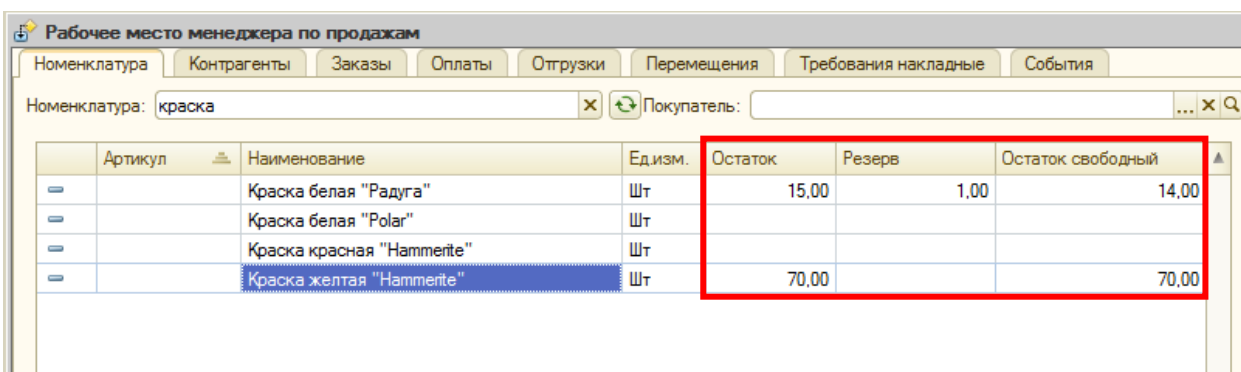 Рабочее место менеджера по продажам
Номенклатура Контрагенты Заказы Оплаты Отгрузки Перемещения Требования накладные События
Номенклатура: краска Покупатель: ...
Артикул Наименование Ед.изм. Остаток Резерв Остаток свободный
Краска белая "Радуга" Шт 15,00 1,00 14,00
Краска белая "Polar" Шт
Краска красная "Hammerite" Шт
Краска желтая "Hammerite" Шт 70,00 70,00